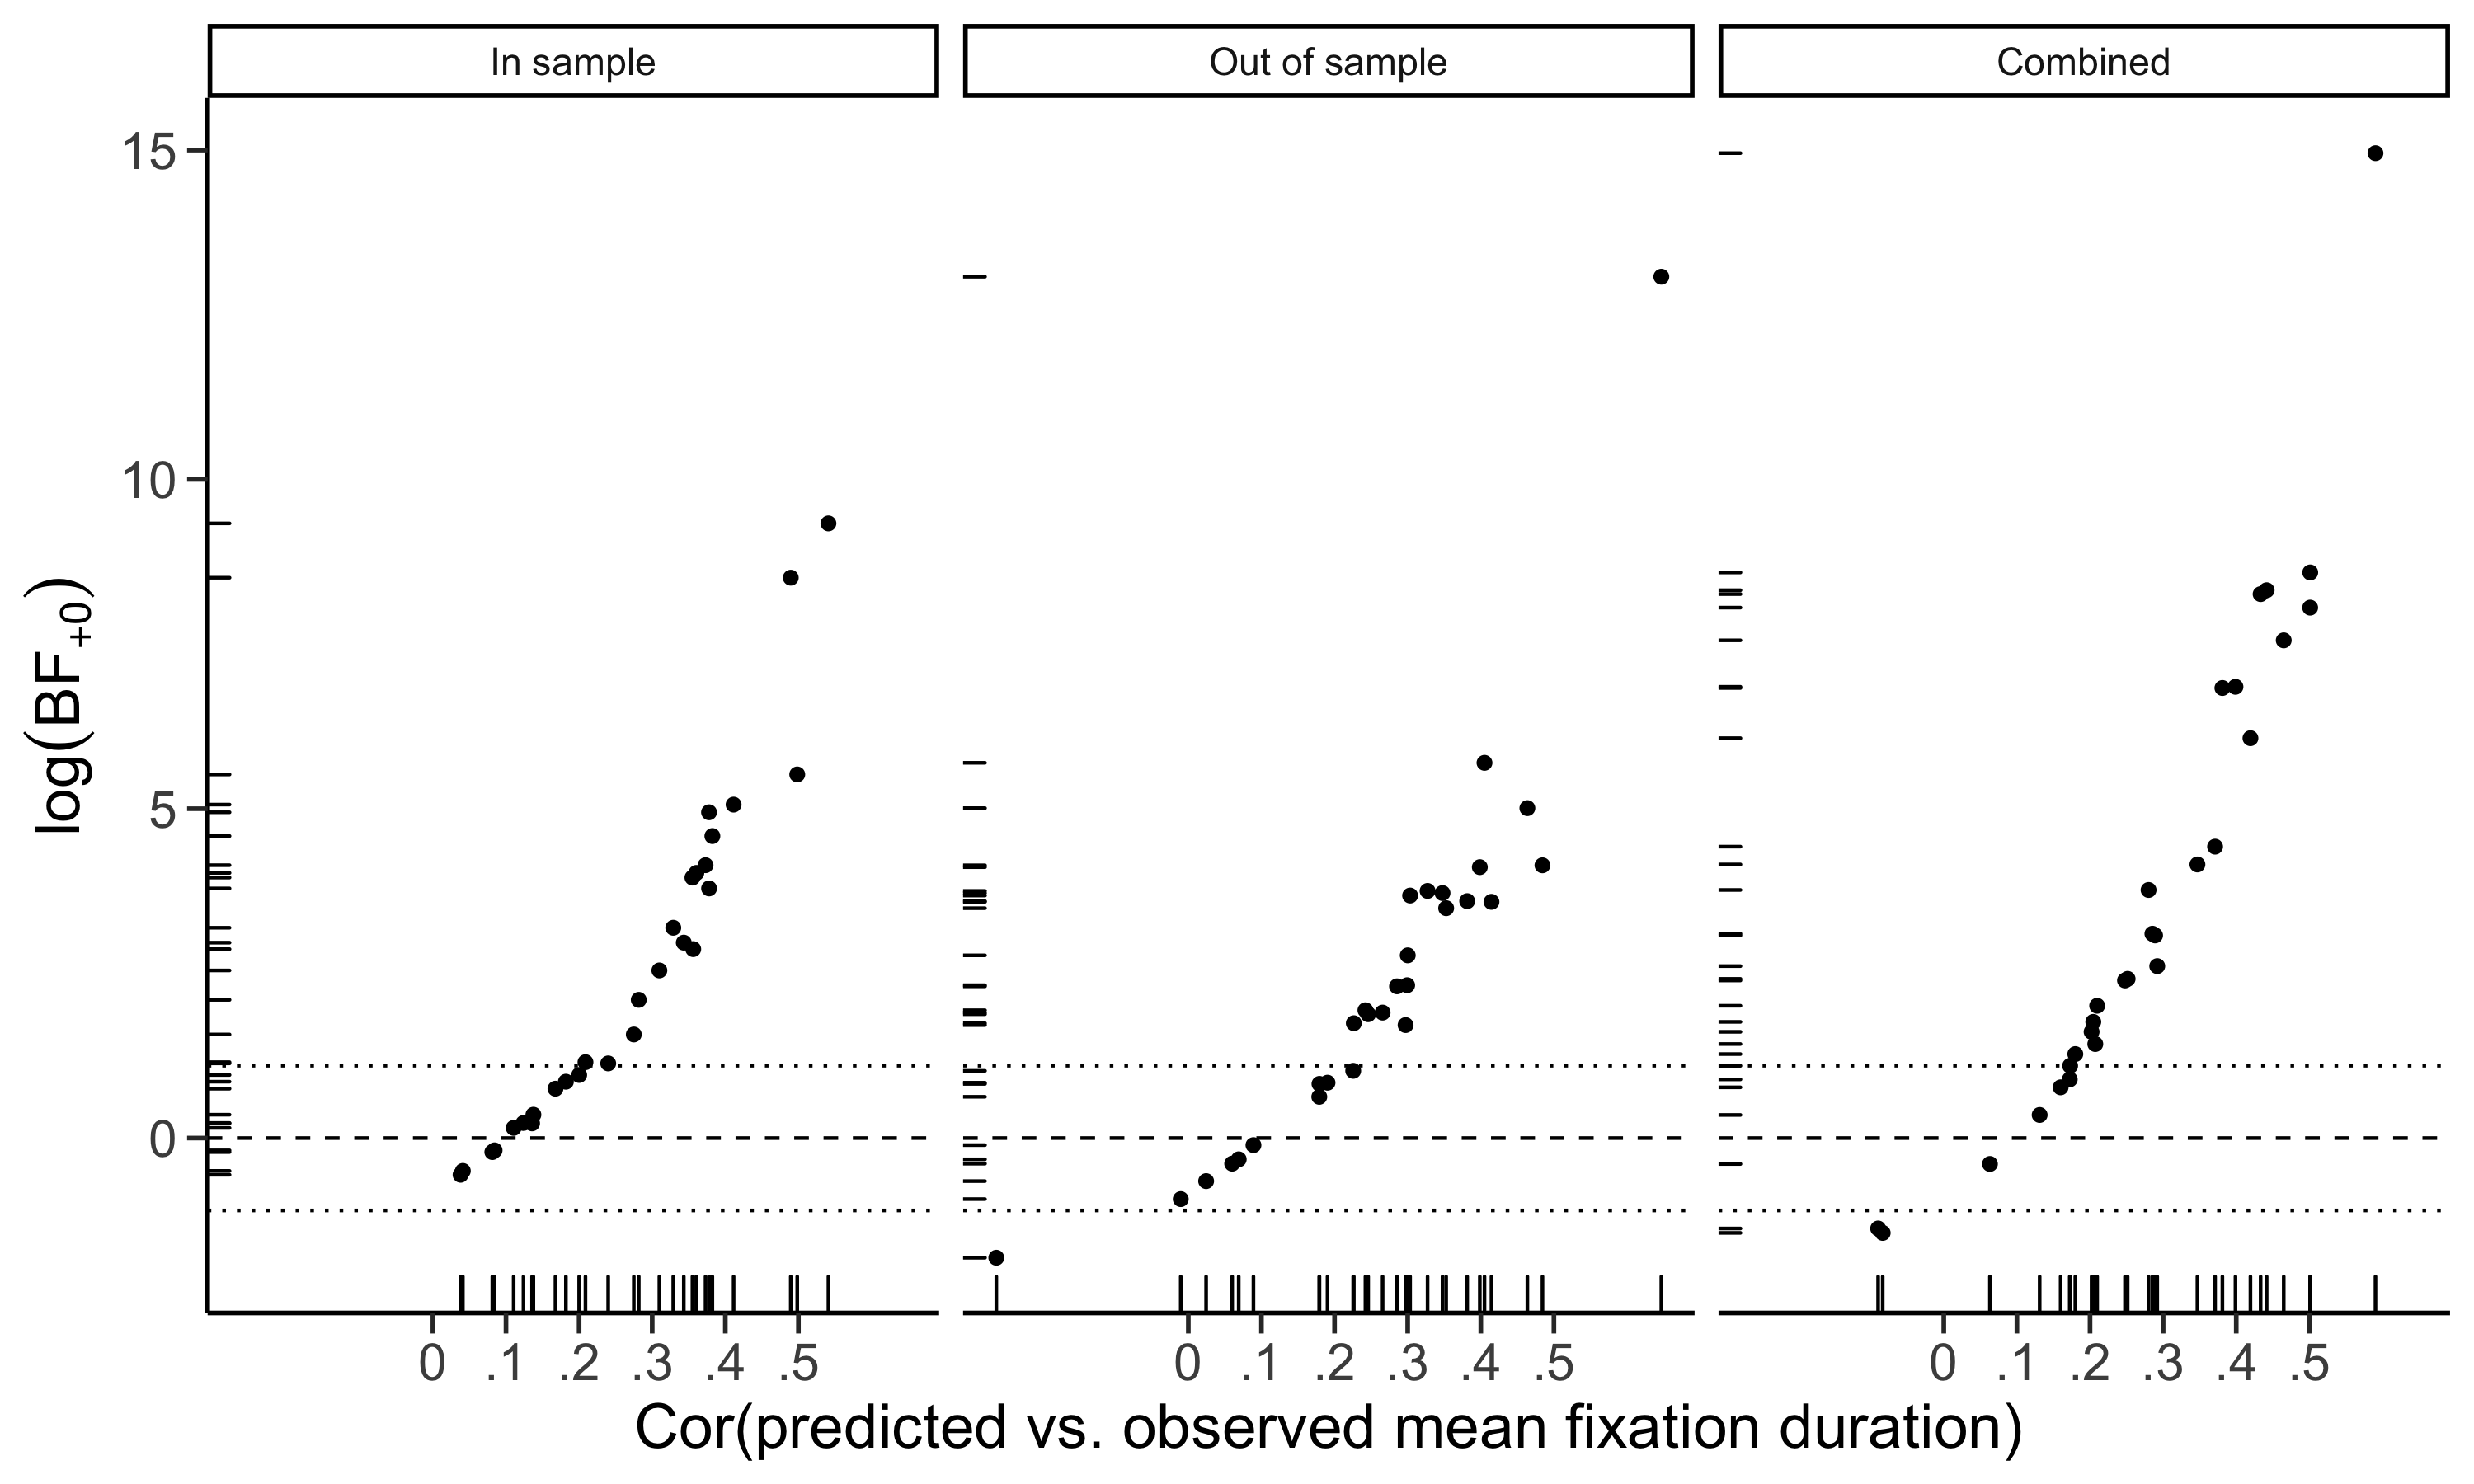 In sample
Out of sample
Combined
15
10
5
0
log(BF+0)
0 .1 .2 .3 .4 .5
0 .1 .2 .3 .4 .5
0 .1 .2 .3 .4 .5
Cor(predicted vs. observed mean fixation duration)